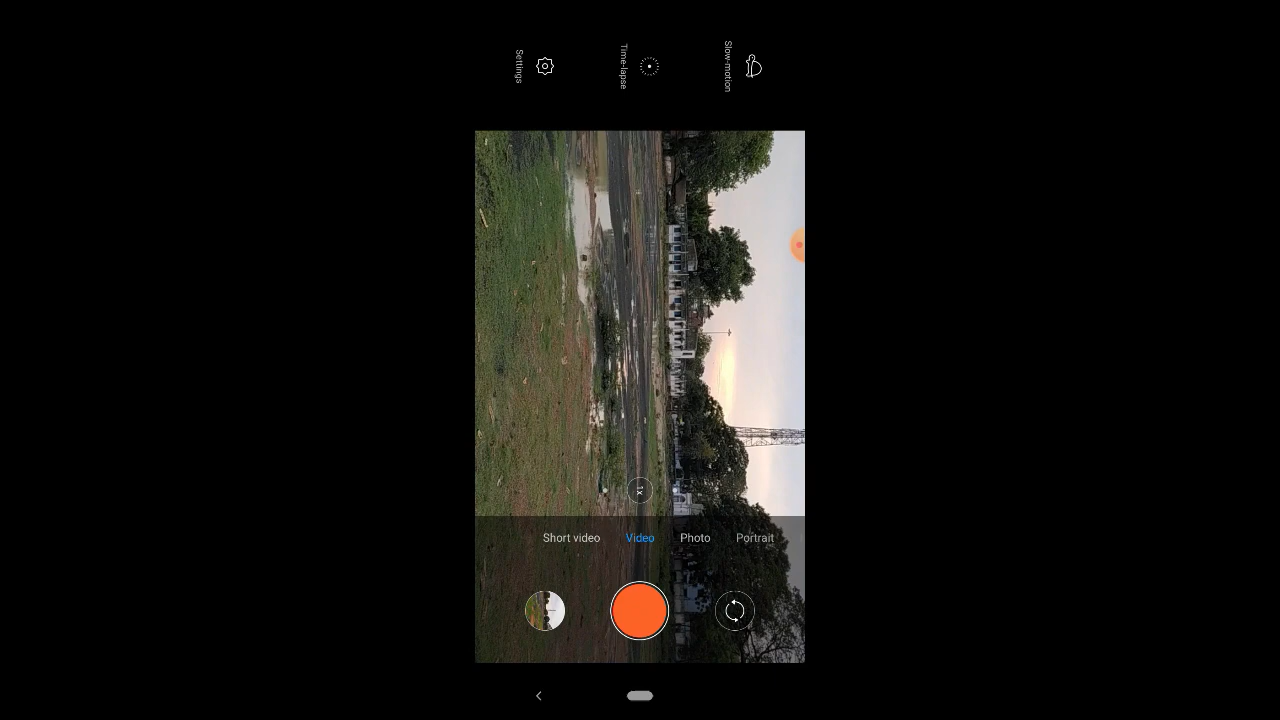 Settings
Time-lapse
Slow-motion
1x
Short video Video Photo Portrait